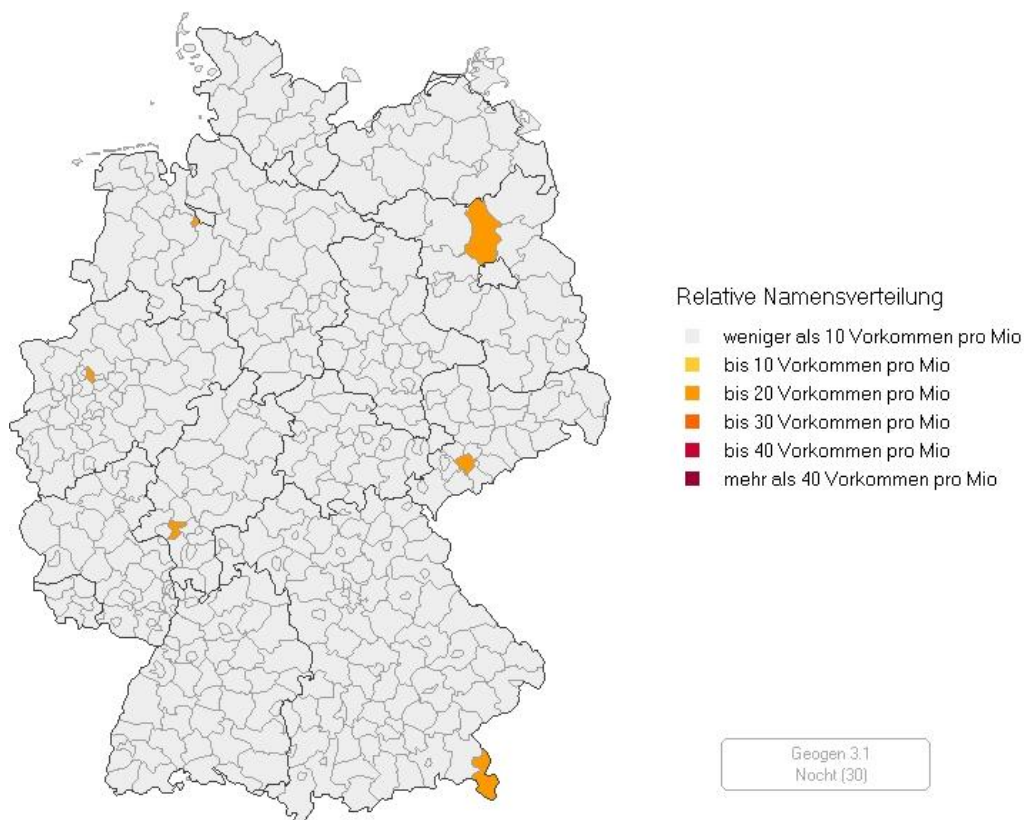 Relative Namensverteilung
weniger als 10 Vorkommen pro Mio
bis 10 Vorkommen pro Mio
bis 20 Vorkommen pro Mio
bis 30 Vorkommen pro Mio
bis 40 Vorkommen pro Mio
mehr als 40 Vorkommen pro Mio
Geogen 3.1
Nocht (30)